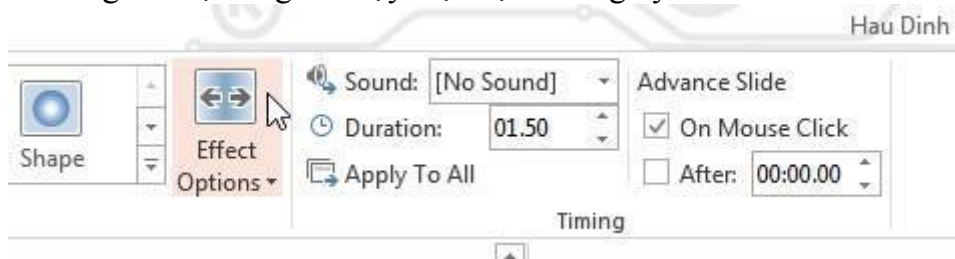 Hau Dinh
Sound: [No Sound] Advance Slide
Duration: 01.50 On Mouse Click
Shape Effect Options Apply To All After: 00:00.00
Timing